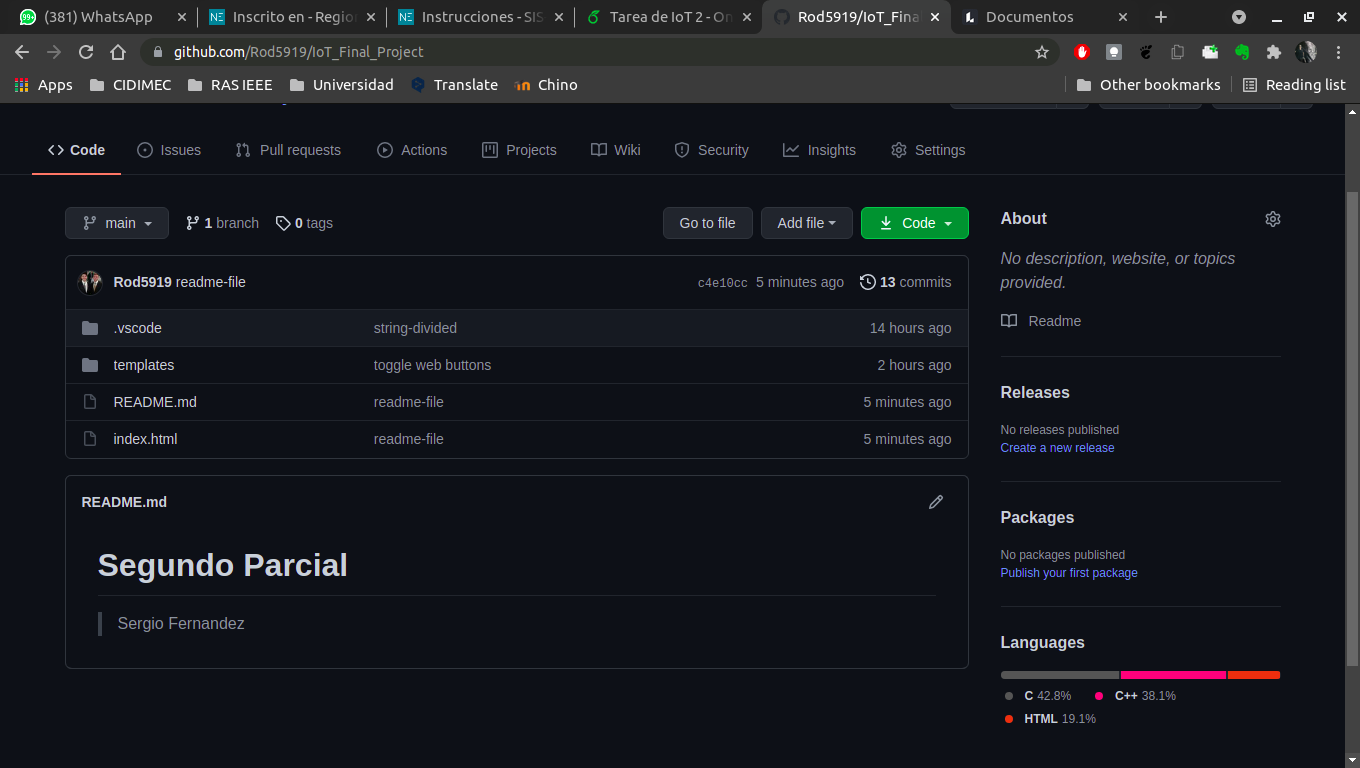 (381) WhatsApp
Inscrito en - Region
Instrucciones - SIS
Tarea de IoT 2 - On
Rod5919/IoT_Fina
Documentos
github.com/Rod5919/IoT_Final_Project
Apps
CIDIMEC
RAS IEEE
Universidad
Translate
Chino
Other bookmarks
Reading list
Code
Issues
Pull requests
Actions
Projects
Wiki
Security
Insights
Settings
main
1 branch
0 tags
Go to file
Add file
Code
Rod5919 readme-file
c4e10cc 5 minutes ago
13 commits
.vscode
string-divided
14 hours ago
templates
toggle web buttons
2 hours ago
README.md
readme-file
5 minutes ago
index.html
readme-file
5 minutes ago
README.md
Segundo Parcial
Sergio Fernandez
About
No description, website, or topics
provided.
Readme
Releases
No releases published
Create a new release
Packages
No packages published
Publish your first package
Languages
C 42.8%
C++ 38.1%
HTML 19.1%